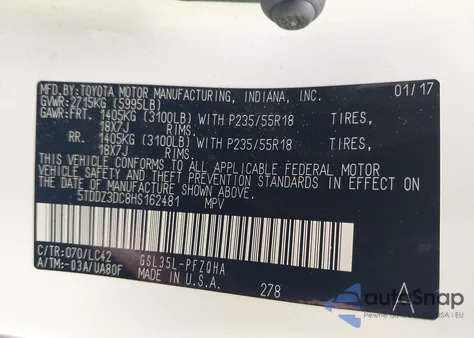 MFD.BY:TOYOTA MOTOR MANUFACTURING, INDIANA, INC. 01/17
GVWR:2715KG (5995LB)
GAWR:FRT. 1405KG (3100LB) WITH P235/55R18 TIRES,
18X7J RIMS.
RR. 1405KG (3100LB) WITH P235/55R18 TIRES,
18X7J RIMS.
THIS VEHICLE CONFORMS TO ALL APPLICABLE FEDERAL MOTOR
VEHICLE SAFETY AND THEFT PREVENTION STANDARDS IN EFFECT
ON THE DATE OF MANUFACTURE SHOWN ABOVE.
5TDDZ3DC8HS162481 MPV
C/TR:070/LC42 GSL35L-PFZQHA
A/TM:-03A/UA80F MADE IN U.S.A. 278 A
autoSnap
USA i EU